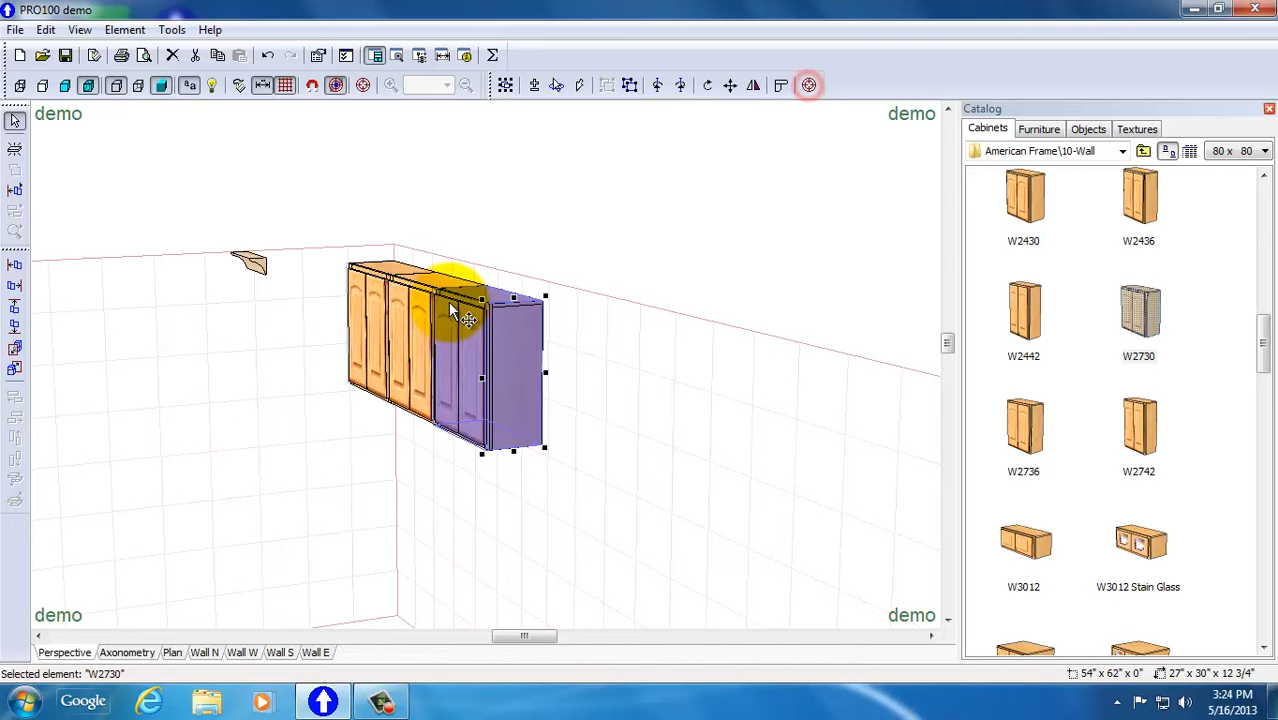 PRO100 demo
File Edit View Element Tools Help
demo
demo
Catalog
Cabinets Furniture Objects Textures
American Frame\10-Wall 80 x 80
W2430 W2436
W2442 W2730
W2736 W2742
W3012 W3012 Stain Glass
demo
demo
Perspective Axonometry Plan Wall N Wall W Wall S Wall E
Selected element: "W2730" 54" x 62" x 0" 27" x 30" x 12 3/4"
Google 3:24 PM
5/16/2013